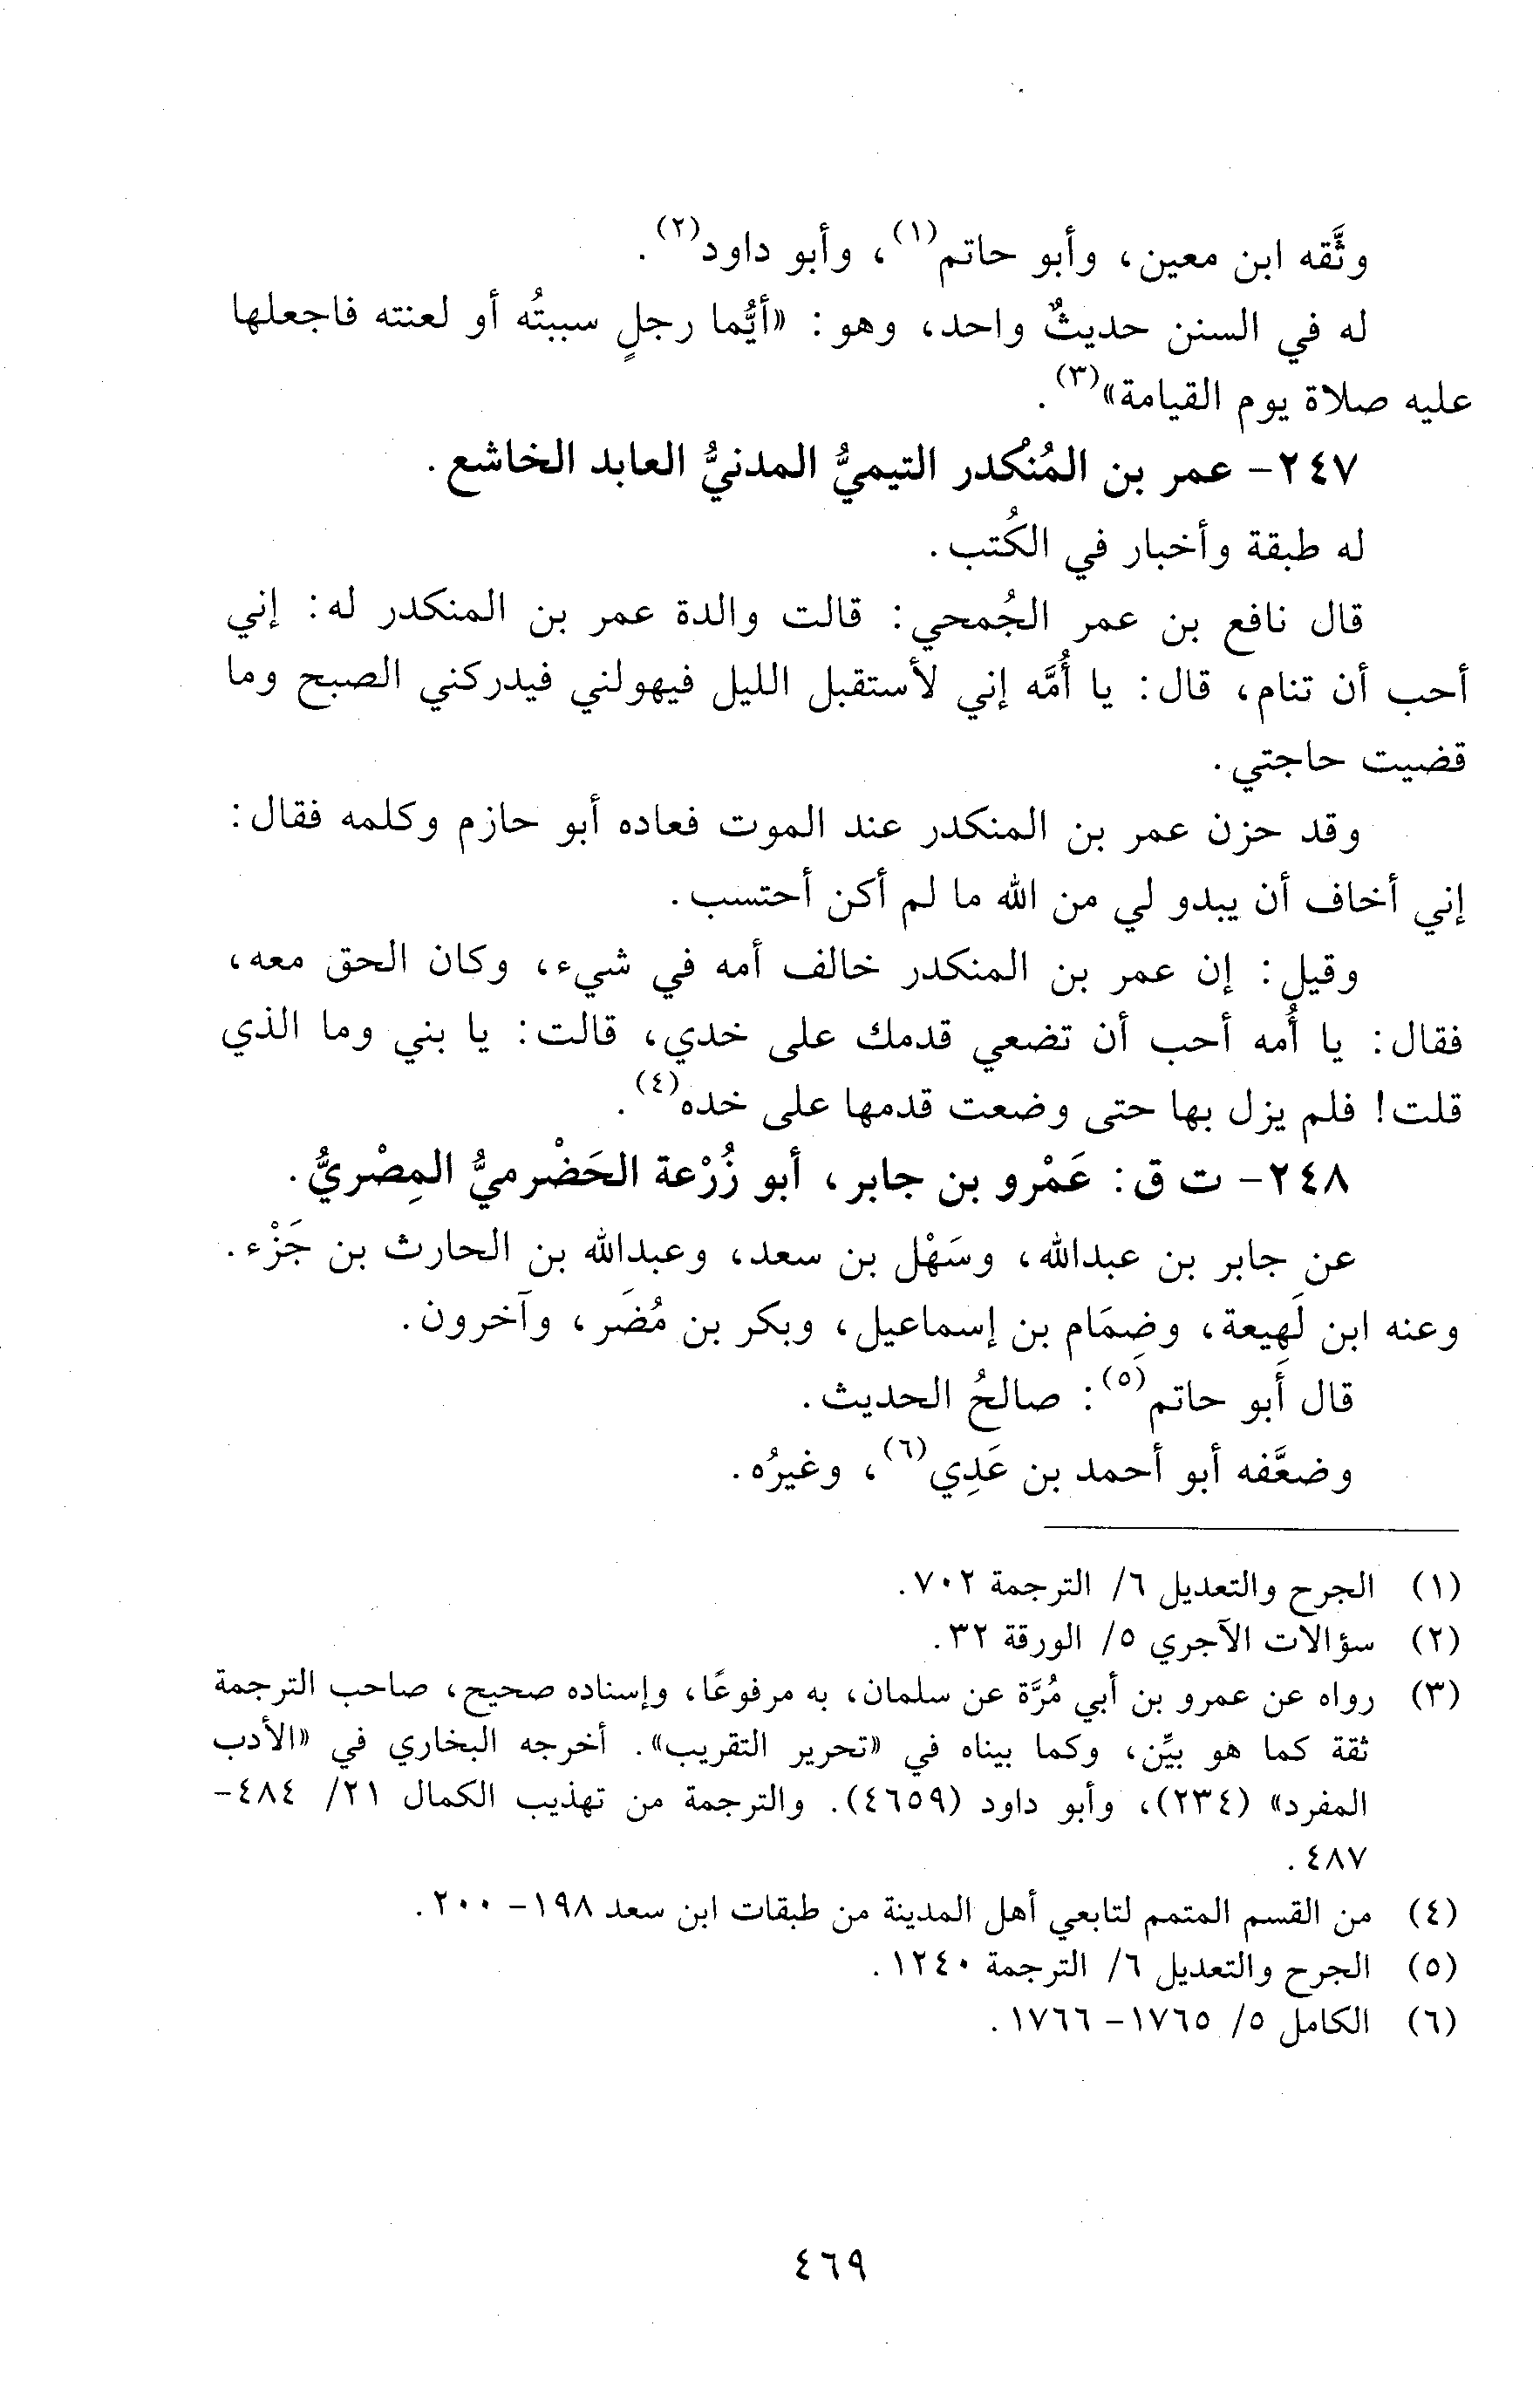 وثَّقه ابن معين، وأبو حاتم(١)، وأبو داود(٢).
له في السنن حديثٌ واحد، وهو: «أيُّما رجلٍ سببتُه أو لعنته فاجعلها
عليه صلاة يوم القيامة»(٣).
٢٤٧- عمر بن المُنْكدر التيميُّ المدنيُّ العابد الخاشع.
له طبقة وأخبار في الكُتب.
قال نافع بن عمر الجُمحي: قالت والدة عمر بن المنكدر له: إني
أحب أن تنام، قال: يا أُمَّه إني لأستقبل الليل فيهولني فيدركني الصبح وما
قضيت حاجتي.
وقد حزن عمر بن المنكدر عند الموت فعاده أبو حازم وكلمه فقال:
إني أخاف أن يبدو لي من الله ما لم أكن أحتسب.
وقيل: إن عمر بن المنكدر خالف أمه في شيء، وكان الحق معه،
فقال: يا أُمه أحب أن تضعي قدمك على خدي، قالت: يا بني وما الذي
قلت! فلم يزل بها حتى وضعت قدمها على خده(٤).
٢٤٨- ت ق: عَمْرو بن جابر، أبو زُرْعة الحَضْرميُّ المِصْريُّ.
عن جابر بن عبدالله، وسَهْل بن سعد، وعبدالله بن الحارث بن جَزْء.
وعنه ابن لَهِيعة، وضِمَام بن إسماعيل، وبكر بن مُضَر، وآخرون.
قال أَبو حاتم(٥): صالحُ الحديث.
وضعَّفه أبو أحمد بن عَدِي(٦)، وغيرُه.
(١) الجرح والتعديل ٦/ الترجمة ٧٠٢.
(٢) سؤالات الآجري ٥/ الورقة ٣٢.
(٣) رواه عن عمرو بن أبي مُرَّة عن سلمان، به مرفوعًا، وإسناده صحيح، صاحب الترجمة
ثقة كما هو بيِّن، وكما بيناه في «تحرير التقريب». أخرجه البخاري في «الأدب
المفرد» (٢٣٤)، وأبو داود (٤٦٥٩). والترجمة من تهذيب الكمال ٢١/ ٤٨٤-
٤٨٧.
(٤) من القسم المتمم لتابعي أهل المدينة من طبقات ابن سعد ١٩٨- ٢٠٠.
(٥) الجرح والتعديل ٦/ الترجمة ١٢٤٠.
(٦) الكامل ٥/ ١٧٦٥- ١٧٦٦.
٤٦٩